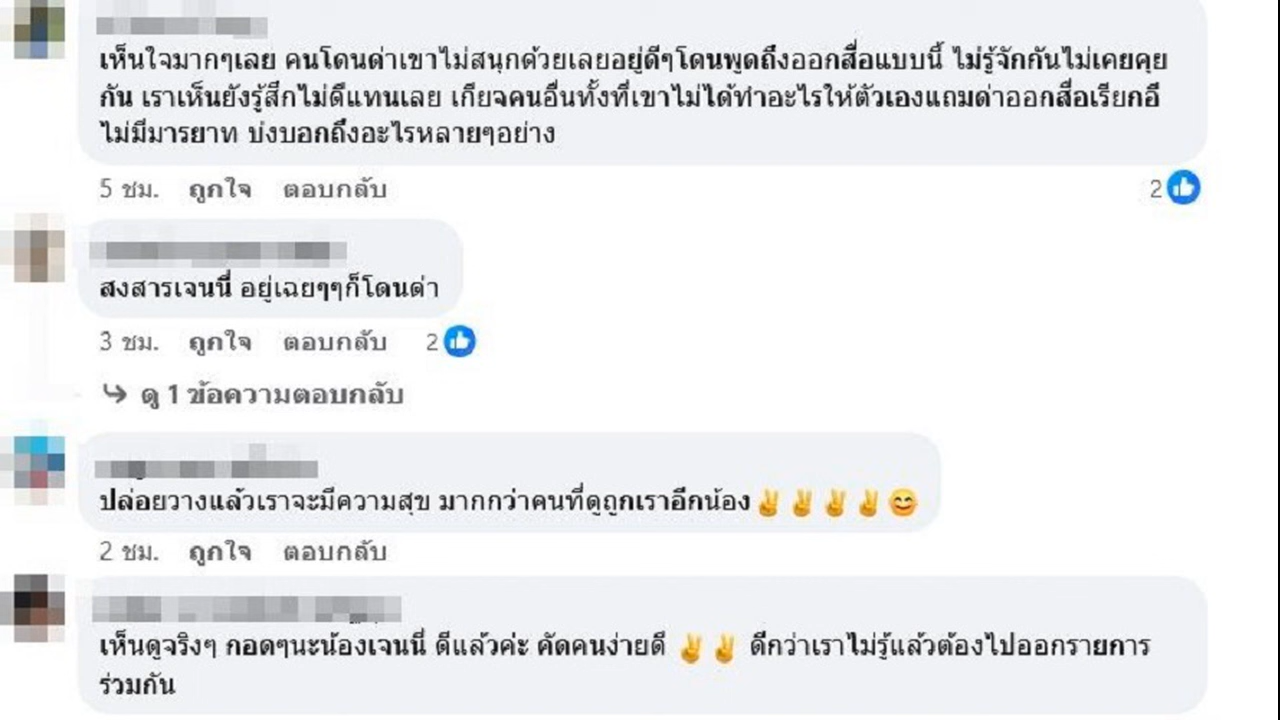 เห็นใจมากๆเลย คนโดนด่าเขาไม่สนุกด้วยเลยอยู่ดีๆโดนพูดถึงออกสื่อแบบนี้ ไม่รู้จักกันไม่เคยคุย
กัน เราเห็นยังรู้สึกไม่ดีแทนเลย เกียจคนอื่นทั้งที่เขาไม่ได้ทำอะไรให้ตัวเองแถมด่าออกสื่อเรียกอี
ไม่มีมารยาท บ่งบอกถึงอะไรหลายๆอย่าง
5 ชม. ถูกใจ ตอบกลับ 2
สงสารเจนนี่ อยู่เฉยๆๆก็โดนด่า
3 ชม. ถูกใจ ตอบกลับ 2
ดู 1 ข้อความตอบกลับ
ปล่อยวางแล้วเราจะมีความสุข มากกว่าคนที่ดูถูกเราอีกน้อง✌✌✌✌😊
2 ชม. ถูกใจ ตอบกลับ
เห็นดูจริงๆ กอดๆนะน้องเจนนี่ ดีแล้วค่ะ คัดคนง่ายดี ✌✌ ดีกว่าเราไม่รู้แล้วต้องไปออกรายการ
ร่วมกัน